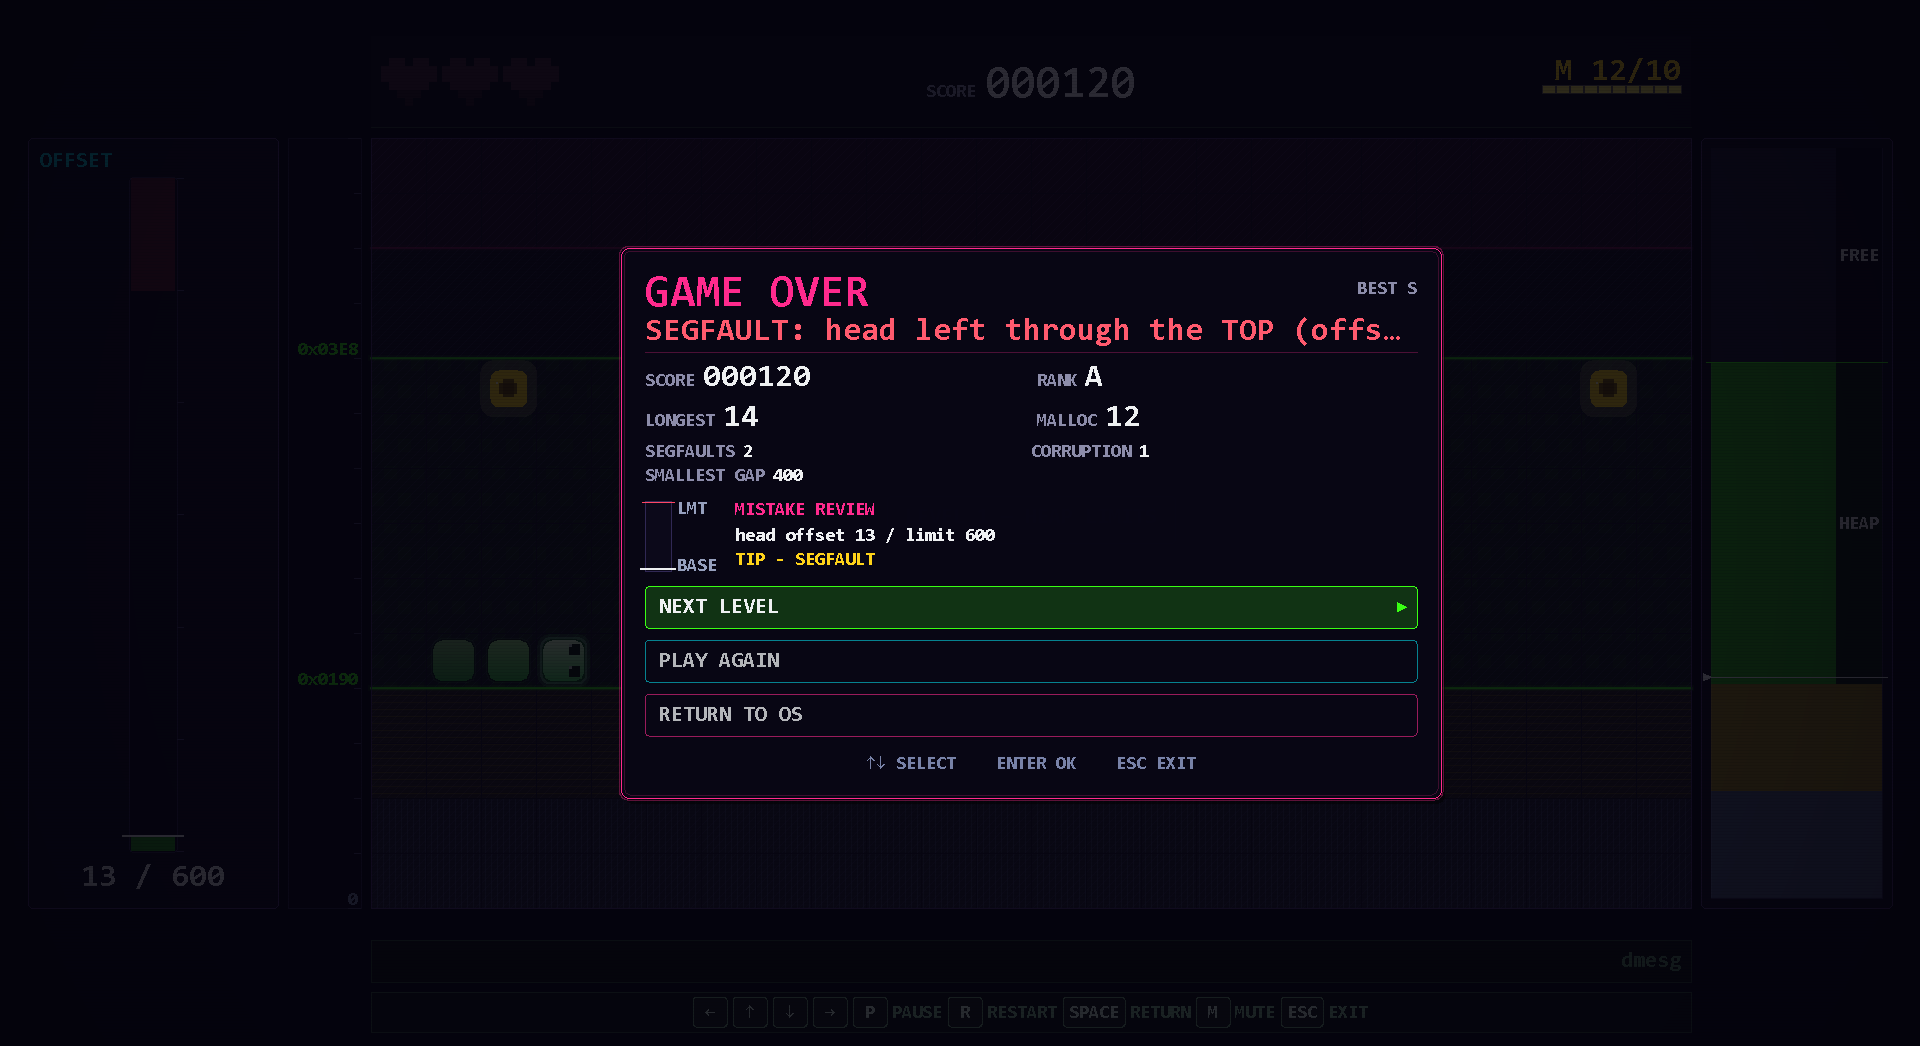 SCORE 000120
M 12/10
OFFSET
FREE
0x03E8
GAME OVER
BEST S
SEGFAULT: head left through the TOP (offs…
SCORE 000120
RANK A
LONGEST 14
MALLOC 12
SEGFAULTS 2
CORRUPTION 1
SMALLEST GAP 400
LMT
MISTAKE REVIEW
head offset 13 / limit 600
BASE
TIP - SEGFAULT
HEAP
NEXT LEVEL ▶
PLAY AGAIN
0x0190
RETURN TO OS
↑↓ SELECT ENTER OK ESC EXIT
13 / 600
0
dmesg
← ↑ ↓ → P PAUSE R RESTART SPACE RETURN M MUTE ESC EXIT